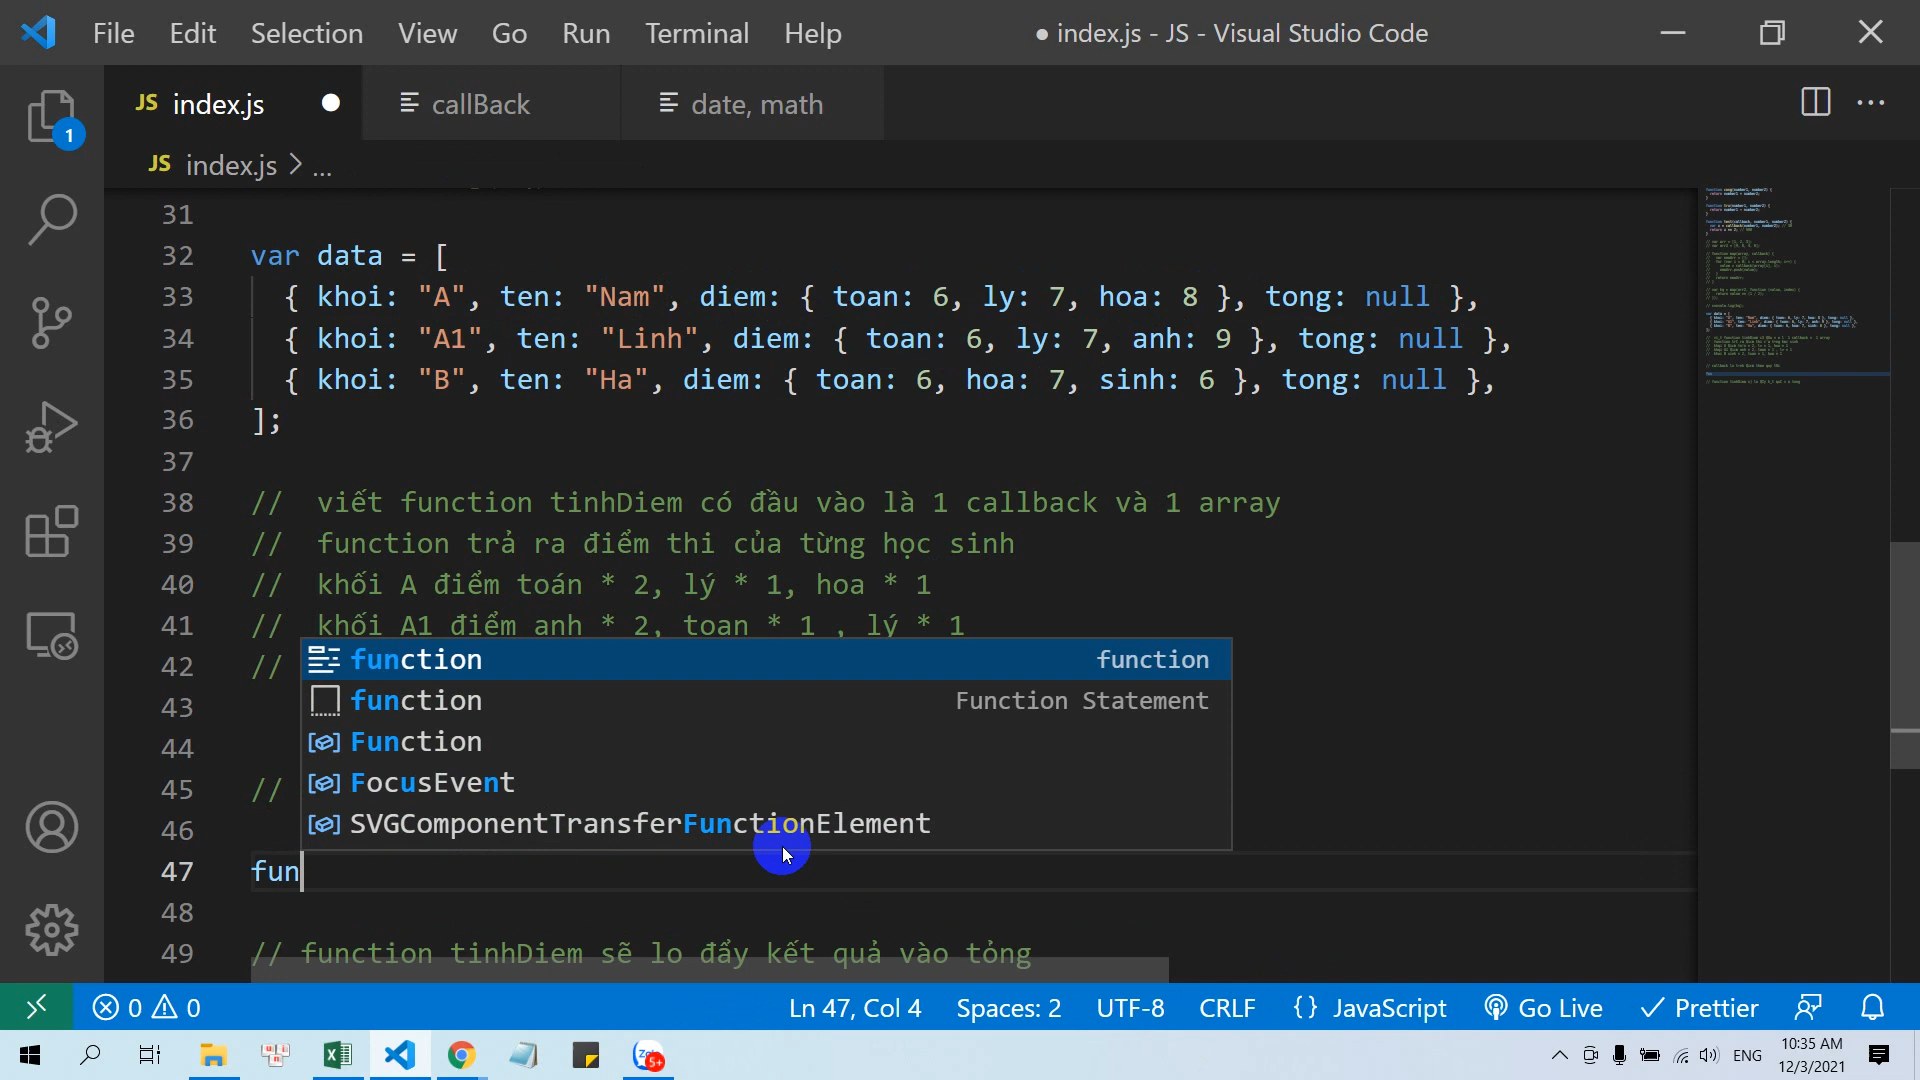 File Edit Selection View Go Run Terminal Help ● index.js - JS - Visual Studio Code
JS index.js callBack date, math
1
JS index.js > ...
31
32 var data = [
33 { khoi: "A", ten: "Nam", diem: { toan: 6, ly: 7, hoa: 8 }, tong: null },
34 { khoi: "A1", ten: "Linh", diem: { toan: 6, ly: 7, anh: 9 }, tong: null },
35 { khoi: "B", ten: "Ha", diem: { toan: 6, hoa: 7, sinh: 6 }, tong: null },
36 ];
37
38 // viết function tinhDiem có đầu vào là 1 callback và 1 array
39 // function trả ra điểm thi của từng học sinh
40 // khối A điểm toán * 2, lý * 1, hoa * 1
41 // khối A1 điểm anh * 2, toan * 1 , lý * 1
42 //
function function
43
function Function Statement
44
Function
45 //
FocusEvent
46
SVGComponentTransferFunctionElement
47 fun
48
49 // function tinhDiem sẽ lo đẩy kết quả vào tỏng
0 0 Ln 47, Col 4 Spaces: 2 UTF-8 CRLF {} JavaScript Go Live Prettier
5+ ENG 10:35 AM
12/3/2021